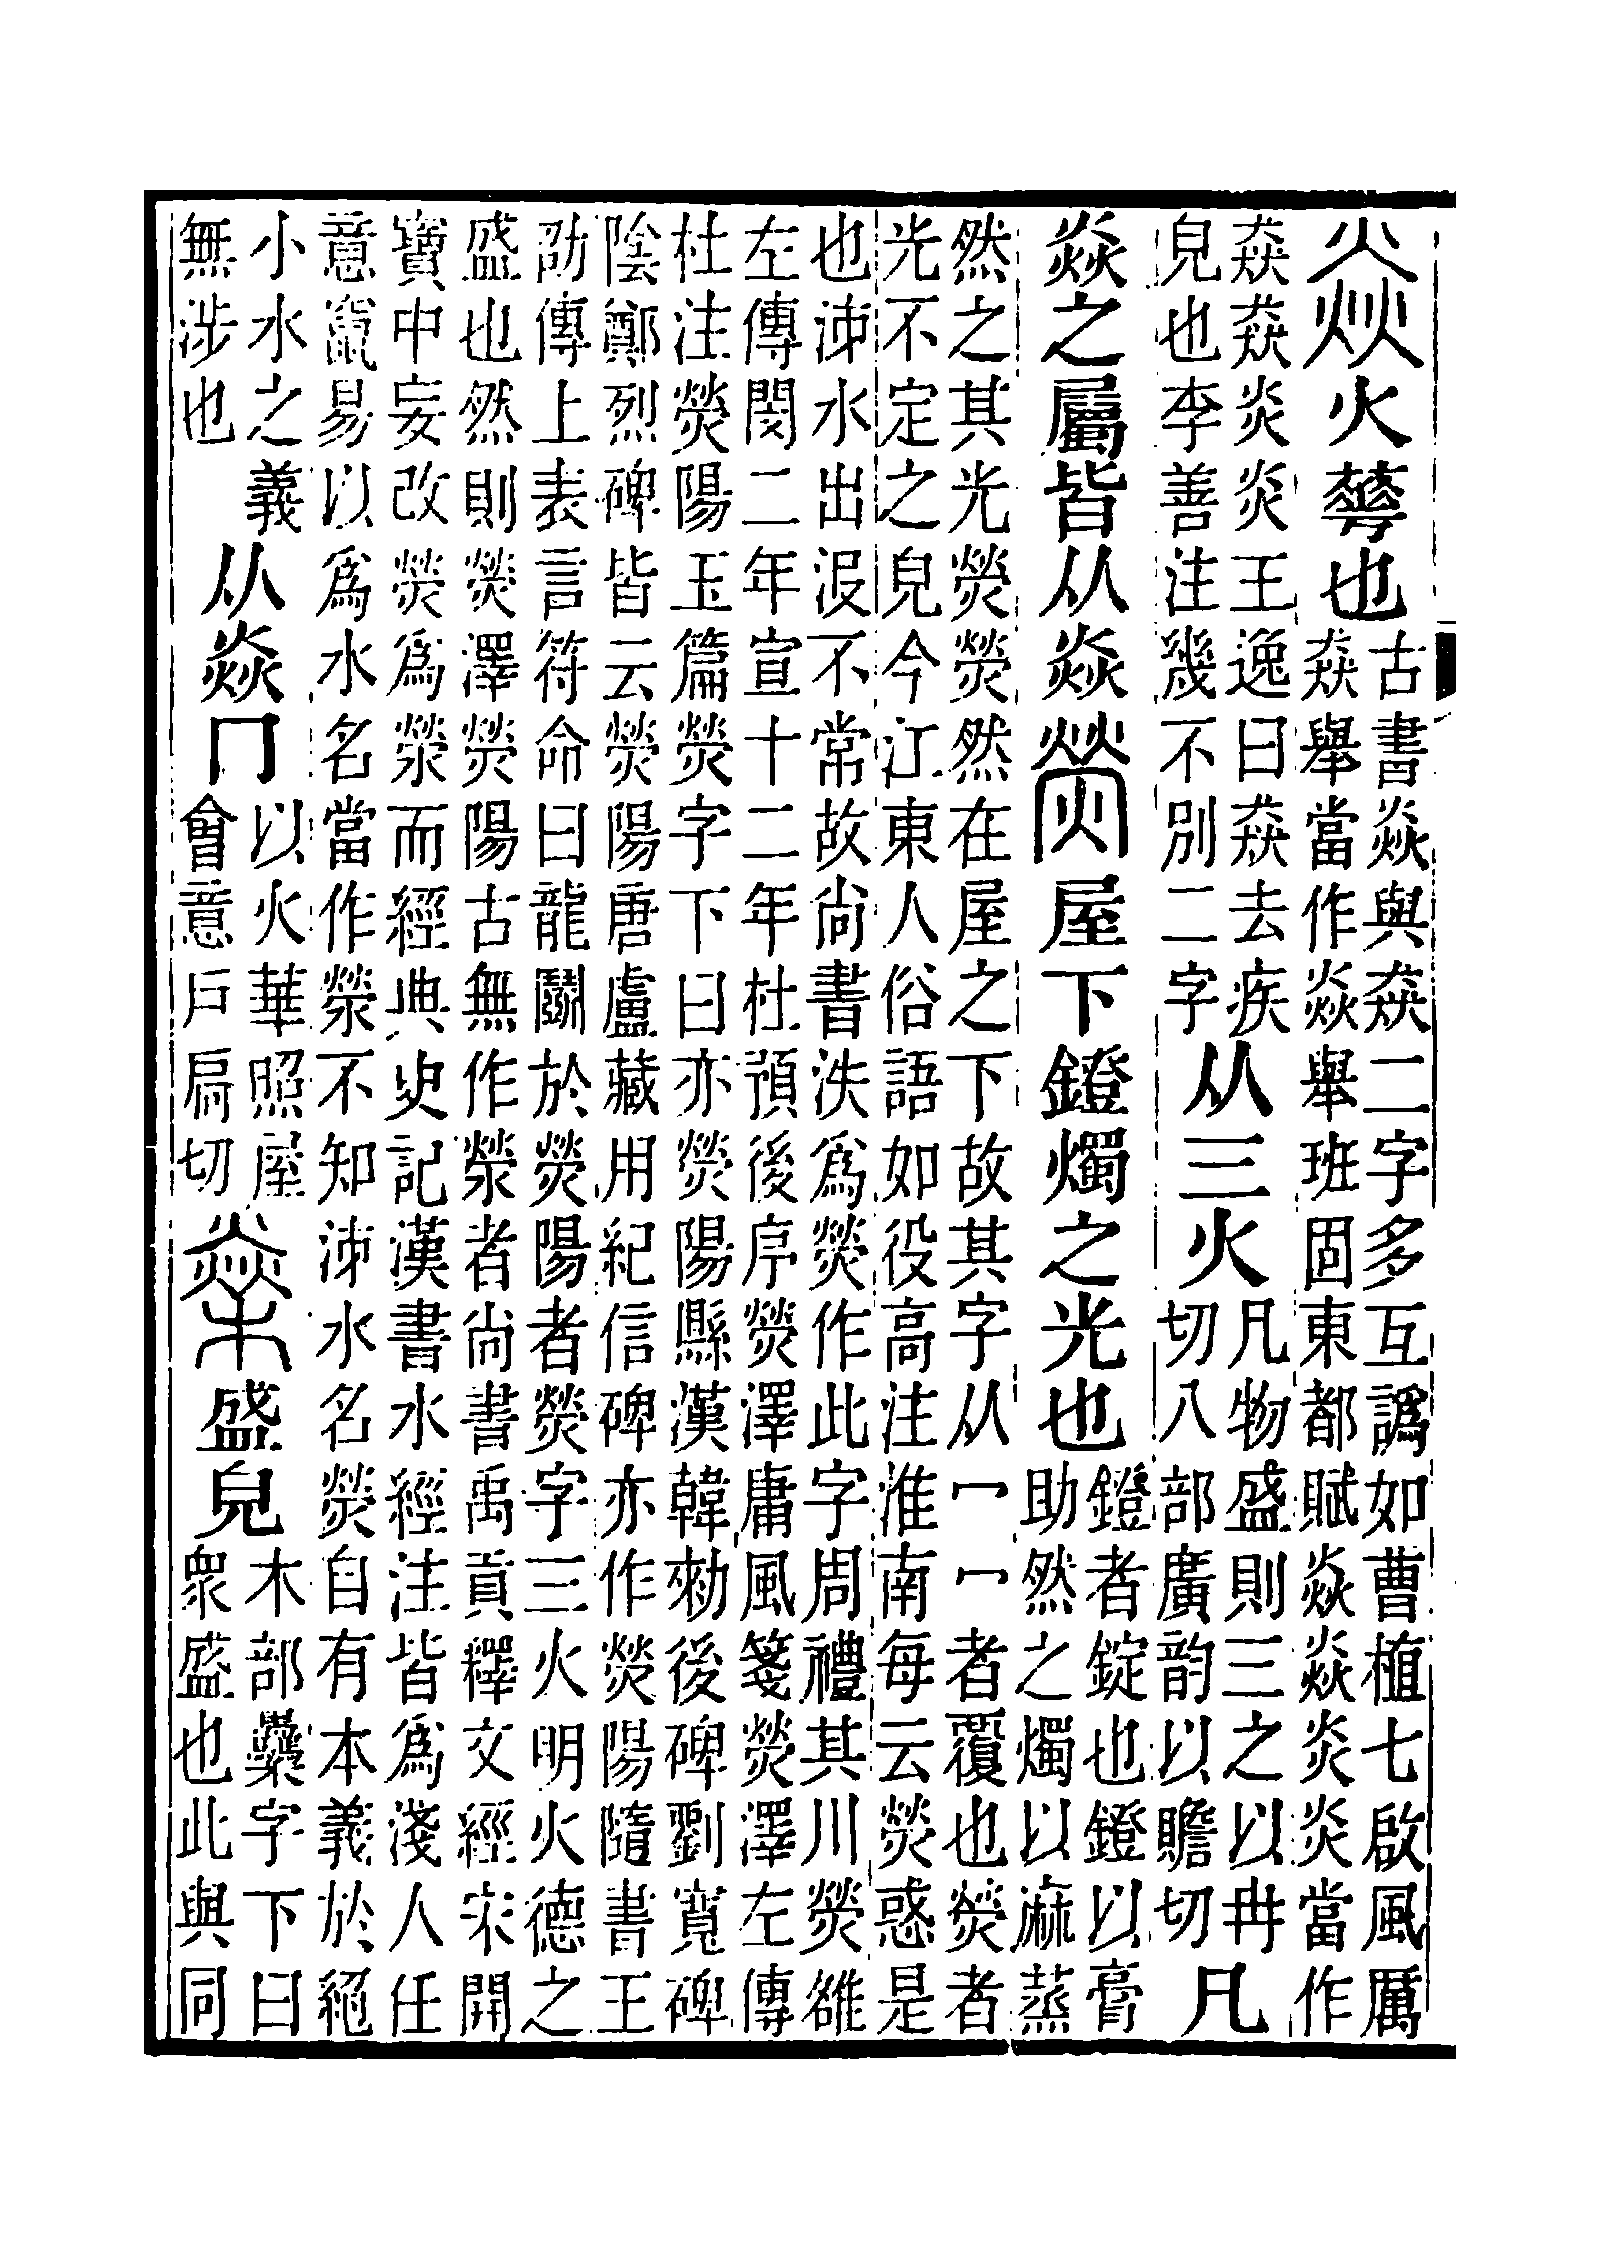 焱火𠌶也古書焱與猋二字多互譌如曹植七啟風厲
猋舉當作焱舉班固東都賦焱焱炎炎當作
猋猋炎炎王逸曰猋去疾
皃也李善注幾不別二字
从三火凡物盛則三之以冉
切八部廣韵以贍切
凡
焱之屬皆从焱熒屋下鐙燭之光也鐙者錠也鐙以膏
助然之燭以麻蒸
然之其光熒熒然在屋之下故其字从冖冖者覆也熒者
光不定之皃今江東人俗語如役高注淮南每云熒惑是
也泲水出沒不常故尚書泆爲熒作此字周禮其川熒雒
左傳閔二年宣十二年杜預後序熒澤庸風箋熒澤左傳
杜注熒陽玉篇熒字下曰亦熒陽縣漢韓勑後碑劉寬碑
陰鄭烈碑皆云熒陽唐盧藏用紀信碑亦作熒陽隨書王
劭傳上表言符命曰龍鬭於熒陽者熒字三火明火德之
盛也然則熒澤熒陽古無作滎者尚書禹貢釋文經宋開
寶中妄改熒爲滎而經典史記漢書水經注皆爲淺人任
意竄易以爲水名當作滎不知泲水名熒自有本義於絕
小水之義
無涉也
从焱冂以火華照屋
會意戶扃切
燊盛皃木部字下曰
眾盛也此與同